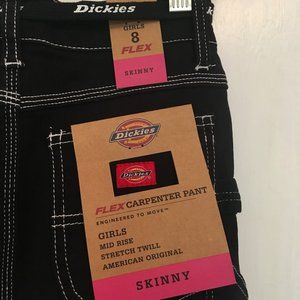 Dickies
GIRLS
8
FLEX
SKINNY
Dickies
Dickies
FLEX CARPENTER PANT
ENGINEERED TO MOVE™
GIRLS
MID RISE
STRETCH TWILL
AMERICAN ORIGINAL
SKINNY